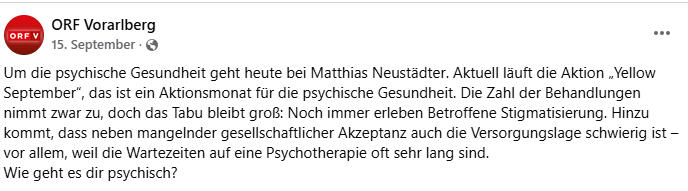 ORF V
ORF Vorarlberg
15. September ·
Um die psychische Gesundheit geht heute bei Matthias Neustädter. Aktuell läuft die Aktion „Yellow
September“, das ist ein Aktionsmonat für die psychische Gesundheit. Die Zahl der Behandlungen
nimmt zwar zu, doch das Tabu bleibt groß: Noch immer erleben Betroffene Stigmatisierung. Hinzu
kommt, dass neben mangelnder gesellschaftlicher Akzeptanz auch die Versorgungslage schwierig ist –
vor allem, weil die Wartezeiten auf eine Psychotherapie oft sehr lang sind.
Wie geht es dir psychisch?